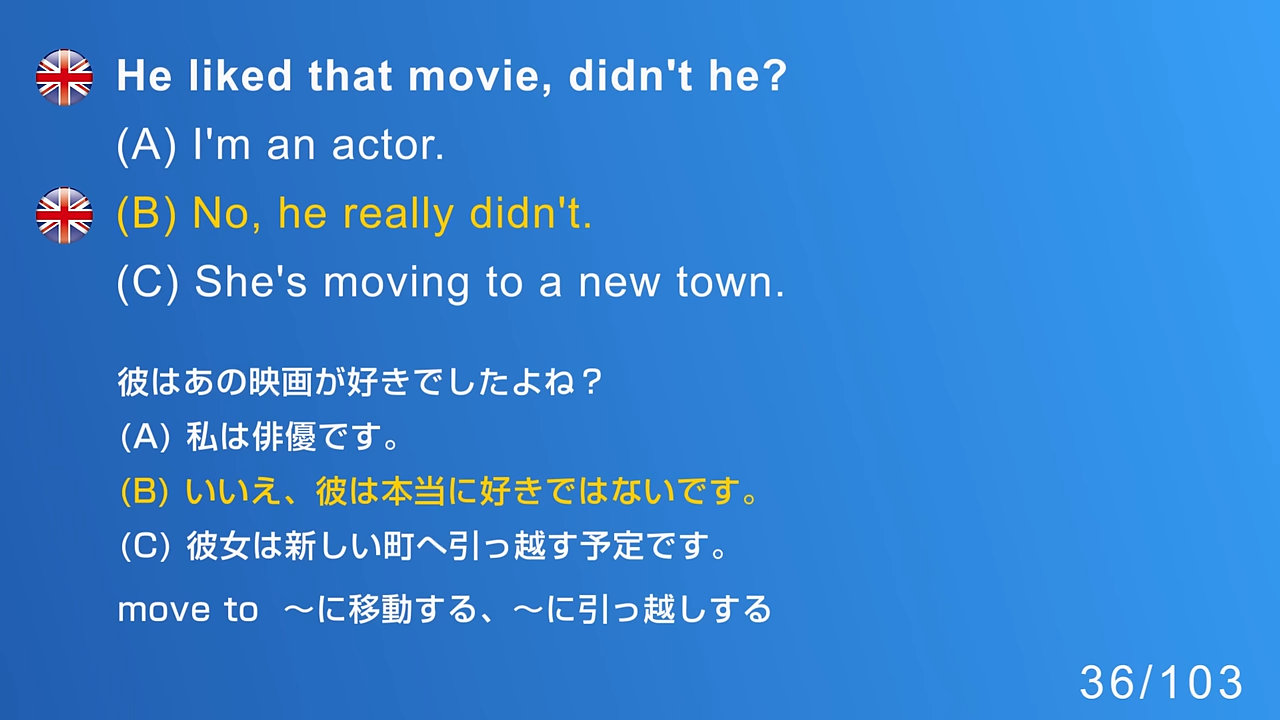 He liked that movie, didn't he?
(A) I'm an actor.
(B) No, he really didn't.
(C) She's moving to a new town.
彼はあの映画が好きでしたよね？
(A) 私は俳優です。
(B) いいえ、彼は本当に好きではないです。
(C) 彼女は新しい町へ引っ越す予定です。
move to ～に移動する、～に引っ越しする
36/103